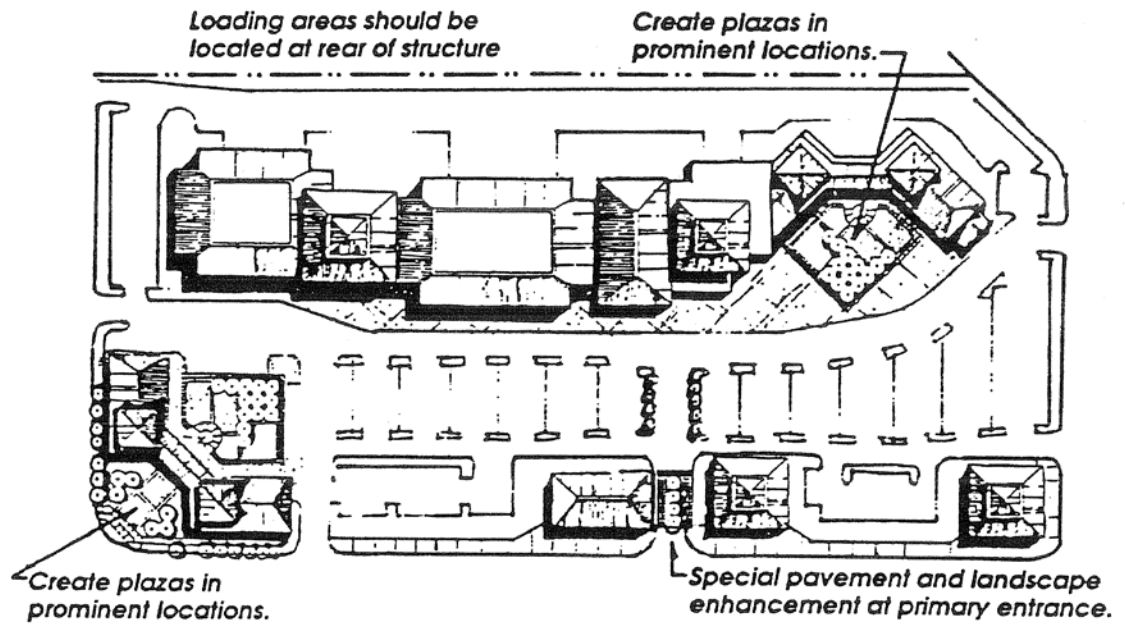 Loading areas should be
located at rear of structure
Create plazas in
prominent locations.
Create plazas in
prominent locations.
Special pavement and landscape
enhancement at primary entrance.